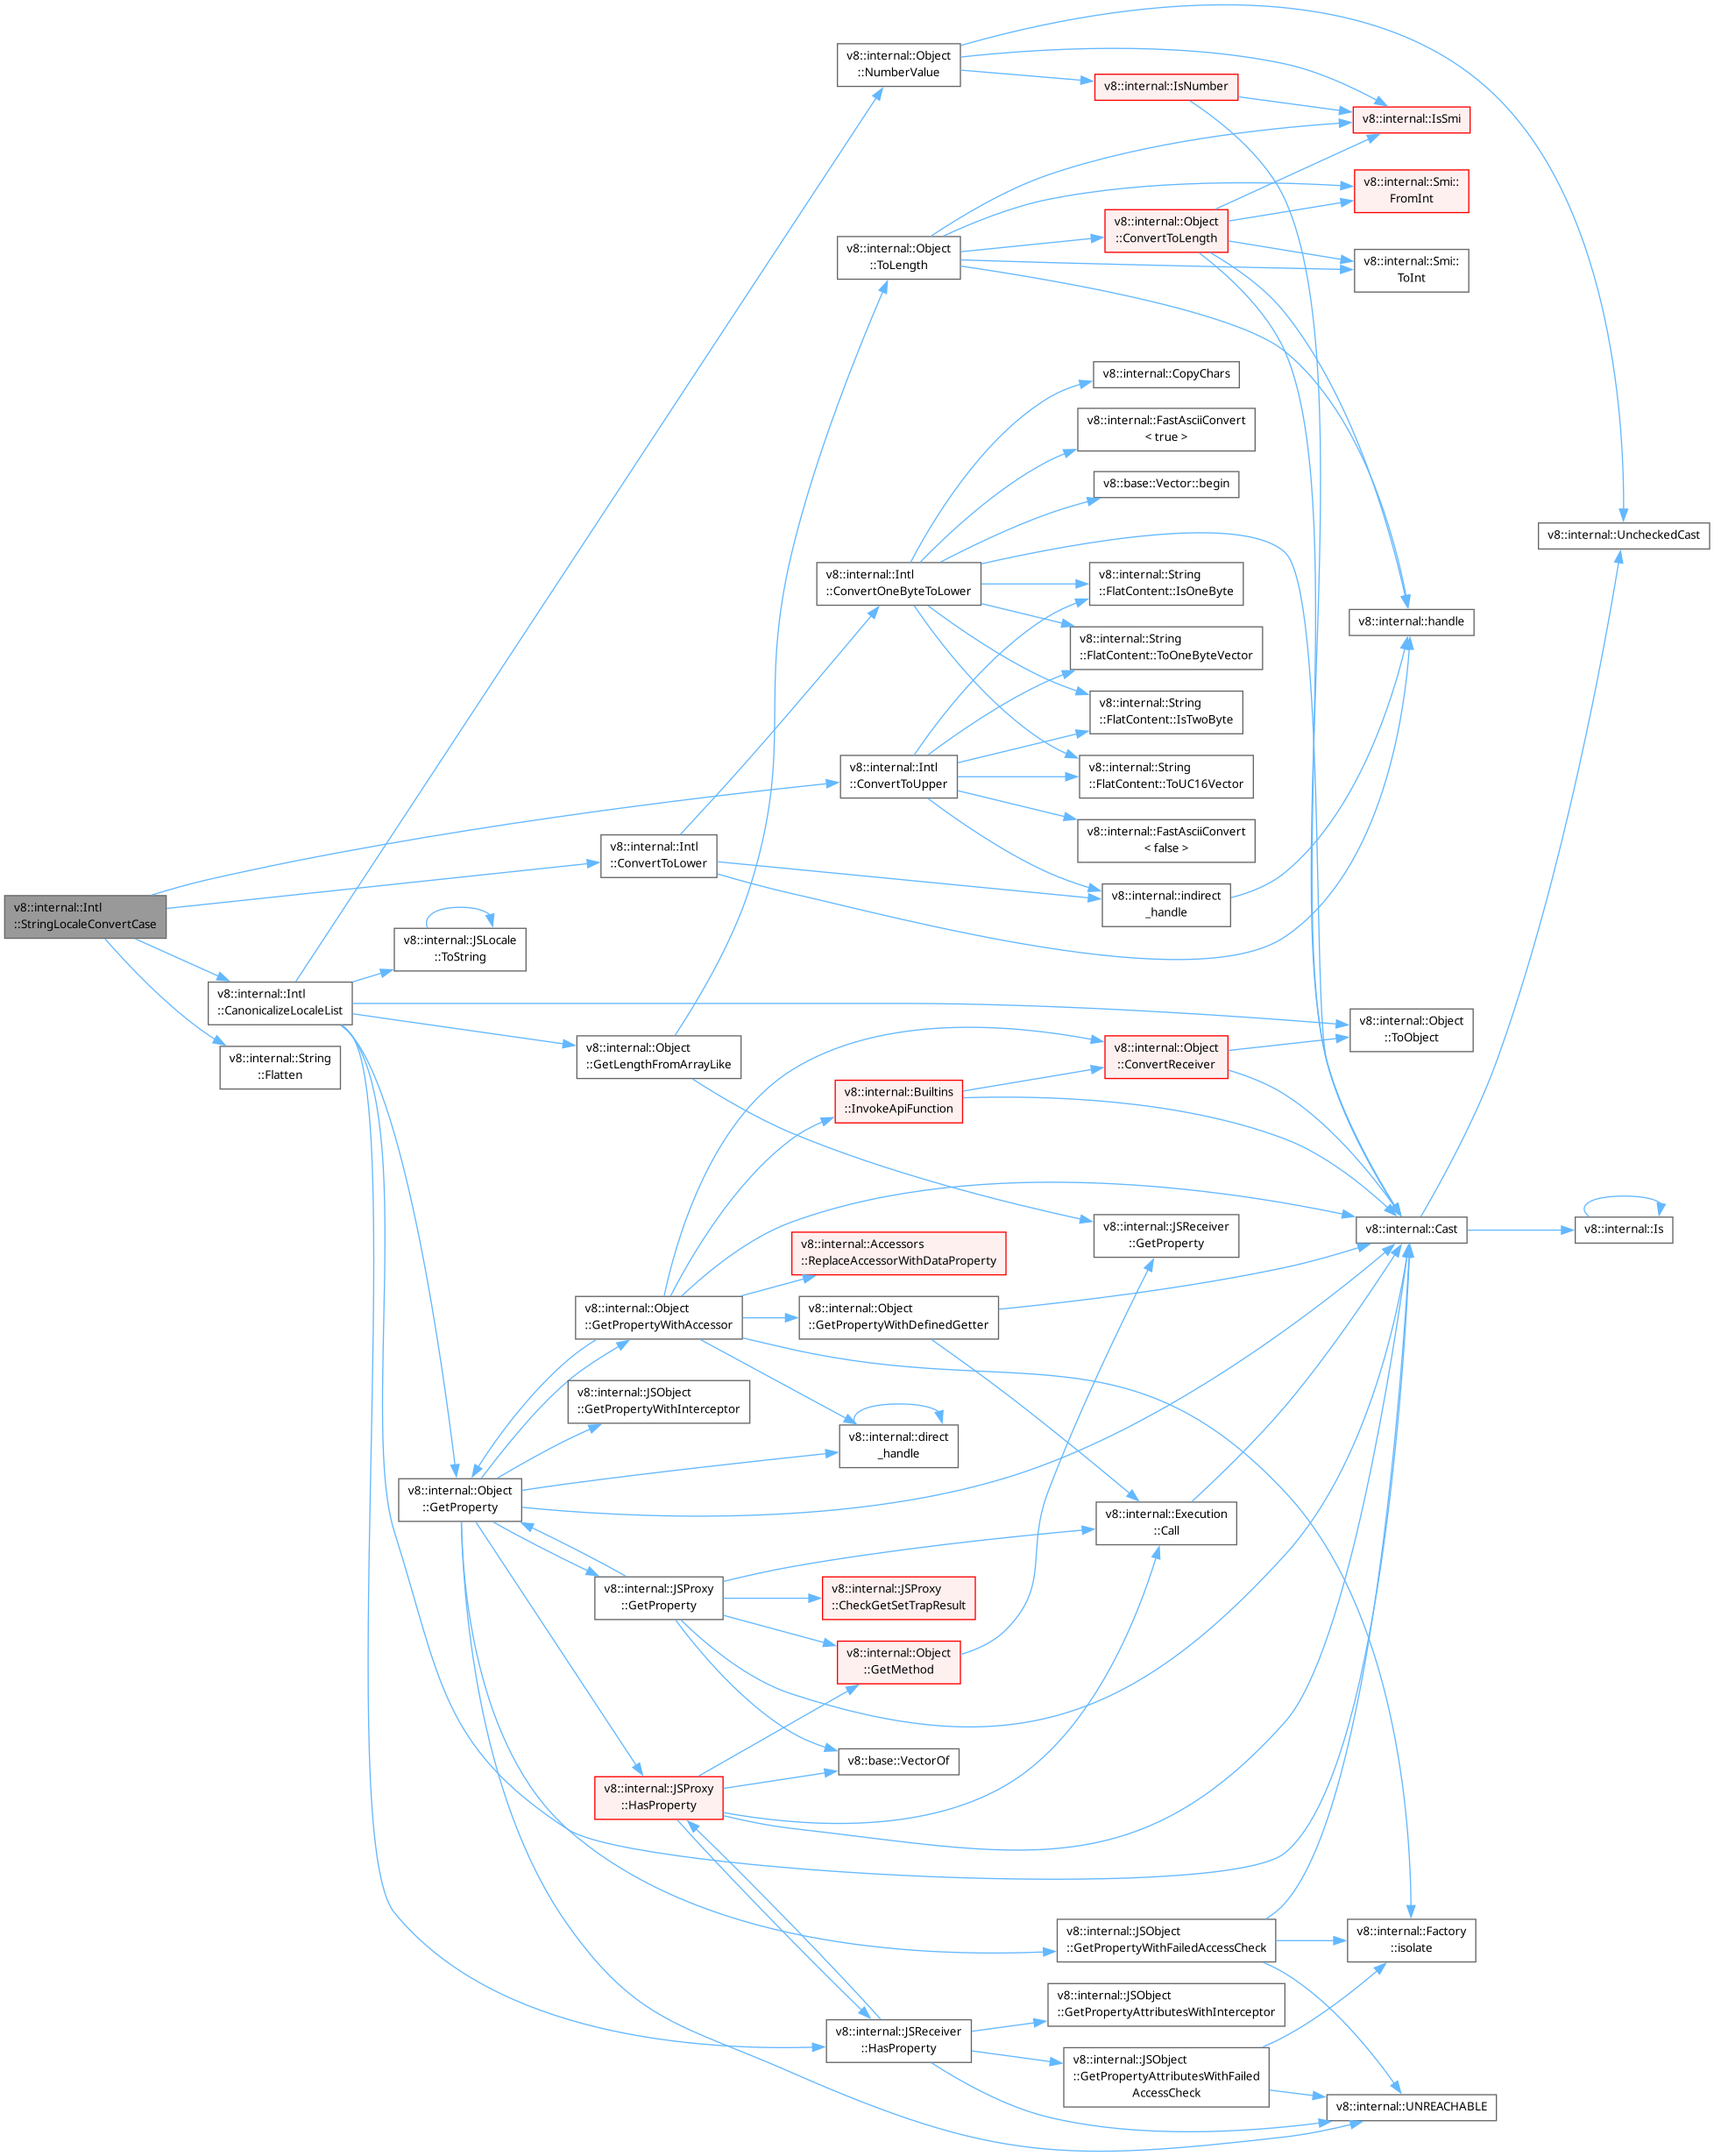 v8::internal::Object
::NumberValue
v8::internal::IsNumber
v8::internal::IsSmi
v8::internal::Smi::
FromInt
v8::internal::Object
::ConvertToLength
v8::internal::Object
::ToLength
v8::internal::Smi::
ToInt
v8::internal::CopyChars
v8::internal::FastAsciiConvert
< true >
v8::base::Vector::begin
v8::internal::UncheckedCast
v8::internal::Intl
::ConvertOneByteToLower
v8::internal::String
::FlatContent::IsOneByte
v8::internal::handle
v8::internal::String
::FlatContent::ToOneByteVector
v8::internal::String
::FlatContent::IsTwoByte
v8::internal::Intl
::ConvertToUpper
v8::internal::String
::FlatContent::ToUC16Vector
v8::internal::FastAsciiConvert
< false >
v8::internal::Intl
::ConvertToLower
v8::internal::indirect
_handle
v8::internal::Intl
::StringLocaleConvertCase
v8::internal::JSLocale
::ToString
v8::internal::Intl
::CanonicalizeLocaleList
v8::internal::Object
::ToObject
v8::internal::String
::Flatten
v8::internal::Object
::GetLengthFromArrayLike
v8::internal::Object
::ConvertReceiver
v8::internal::Builtins
::InvokeApiFunction
v8::internal::JSReceiver
::GetProperty
v8::internal::Cast
v8::internal::Is
v8::internal::Accessors
::ReplaceAccessorWithDataProperty
v8::internal::Object
::GetPropertyWithAccessor
v8::internal::Object
::GetPropertyWithDefinedGetter
v8::internal::JSObject
::GetPropertyWithInterceptor
v8::internal::direct
_handle
v8::internal::Object
::GetProperty
v8::internal::Execution
::Call
v8::internal::JSProxy
::GetProperty
v8::internal::JSProxy
::CheckGetSetTrapResult
v8::internal::Object
::GetMethod
v8::base::VectorOf
v8::internal::JSProxy
::HasProperty
v8::internal::JSObject
::GetPropertyWithFailedAccessCheck
v8::internal::Factory
::isolate
v8::internal::JSObject
::GetPropertyAttributesWithInterceptor
v8::internal::JSReceiver
::HasProperty
v8::internal::JSObject
::GetPropertyAttributesWithFailed
AccessCheck
v8::internal::UNREACHABLE